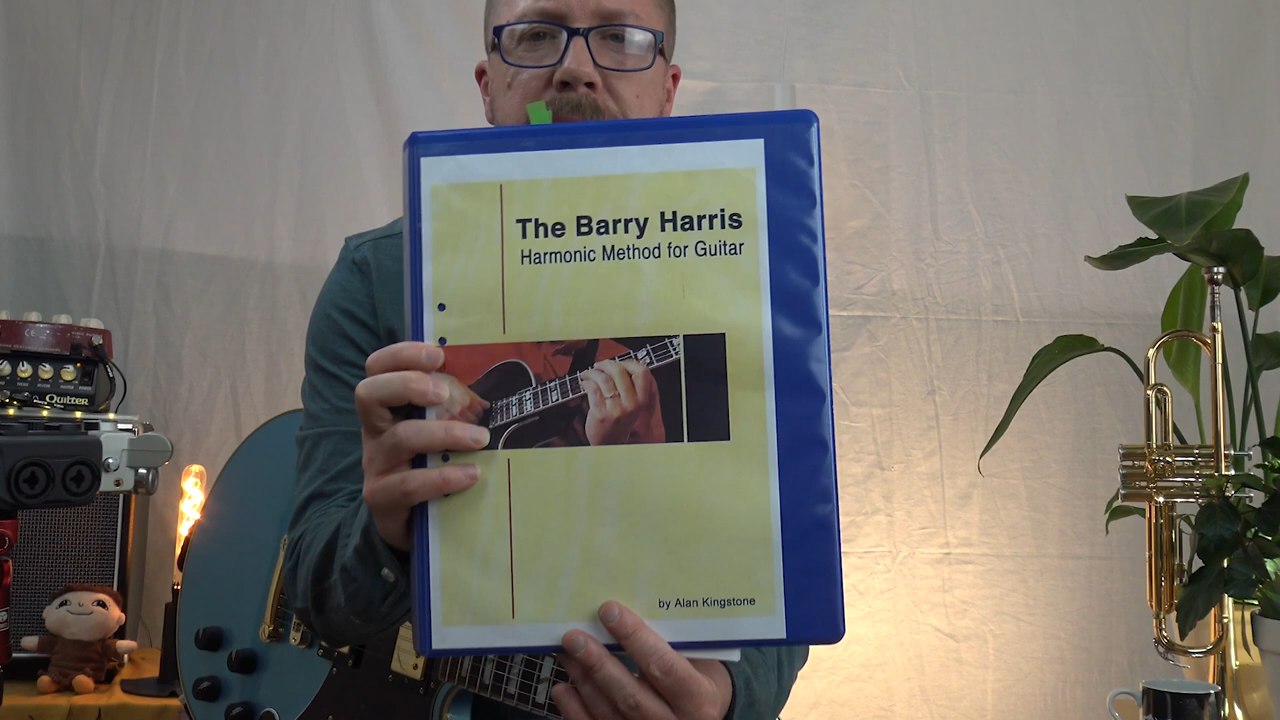 The Barry Harris
Harmonic Method for Guitar
by Alan Kingstone
Quilter